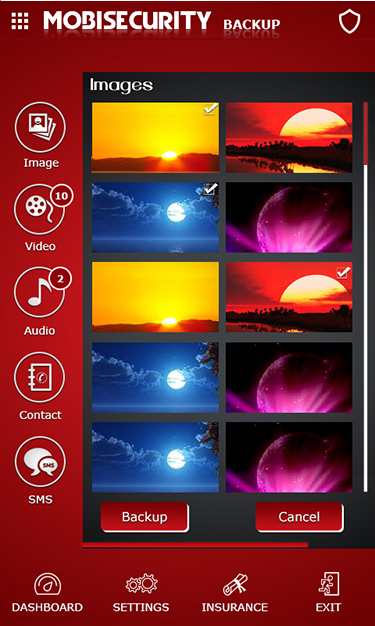 MOBISECURITY BACKUP
Images
Image
10
Video
2
Audio
Contact
SMS
SMS
Backup
Cancel
DASHBOARD
SETTINGS
INSURANCE
EXIT